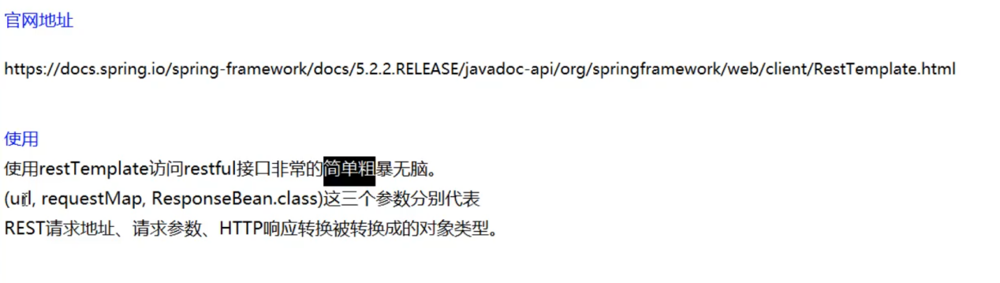 官网地址
https://docs.spring.io/spring-framework/docs/5.2.2.RELEASE/javadoc-api/org/springframework/web/client/RestTemplate.html
使用
使用restTemplate访问restful接口非常的简单粗暴无脑。
(url, requestMap, ResponseBean.class)这三个参数分别代表
REST请求地址、请求参数、HTTP响应转换被转换成的对象类型。